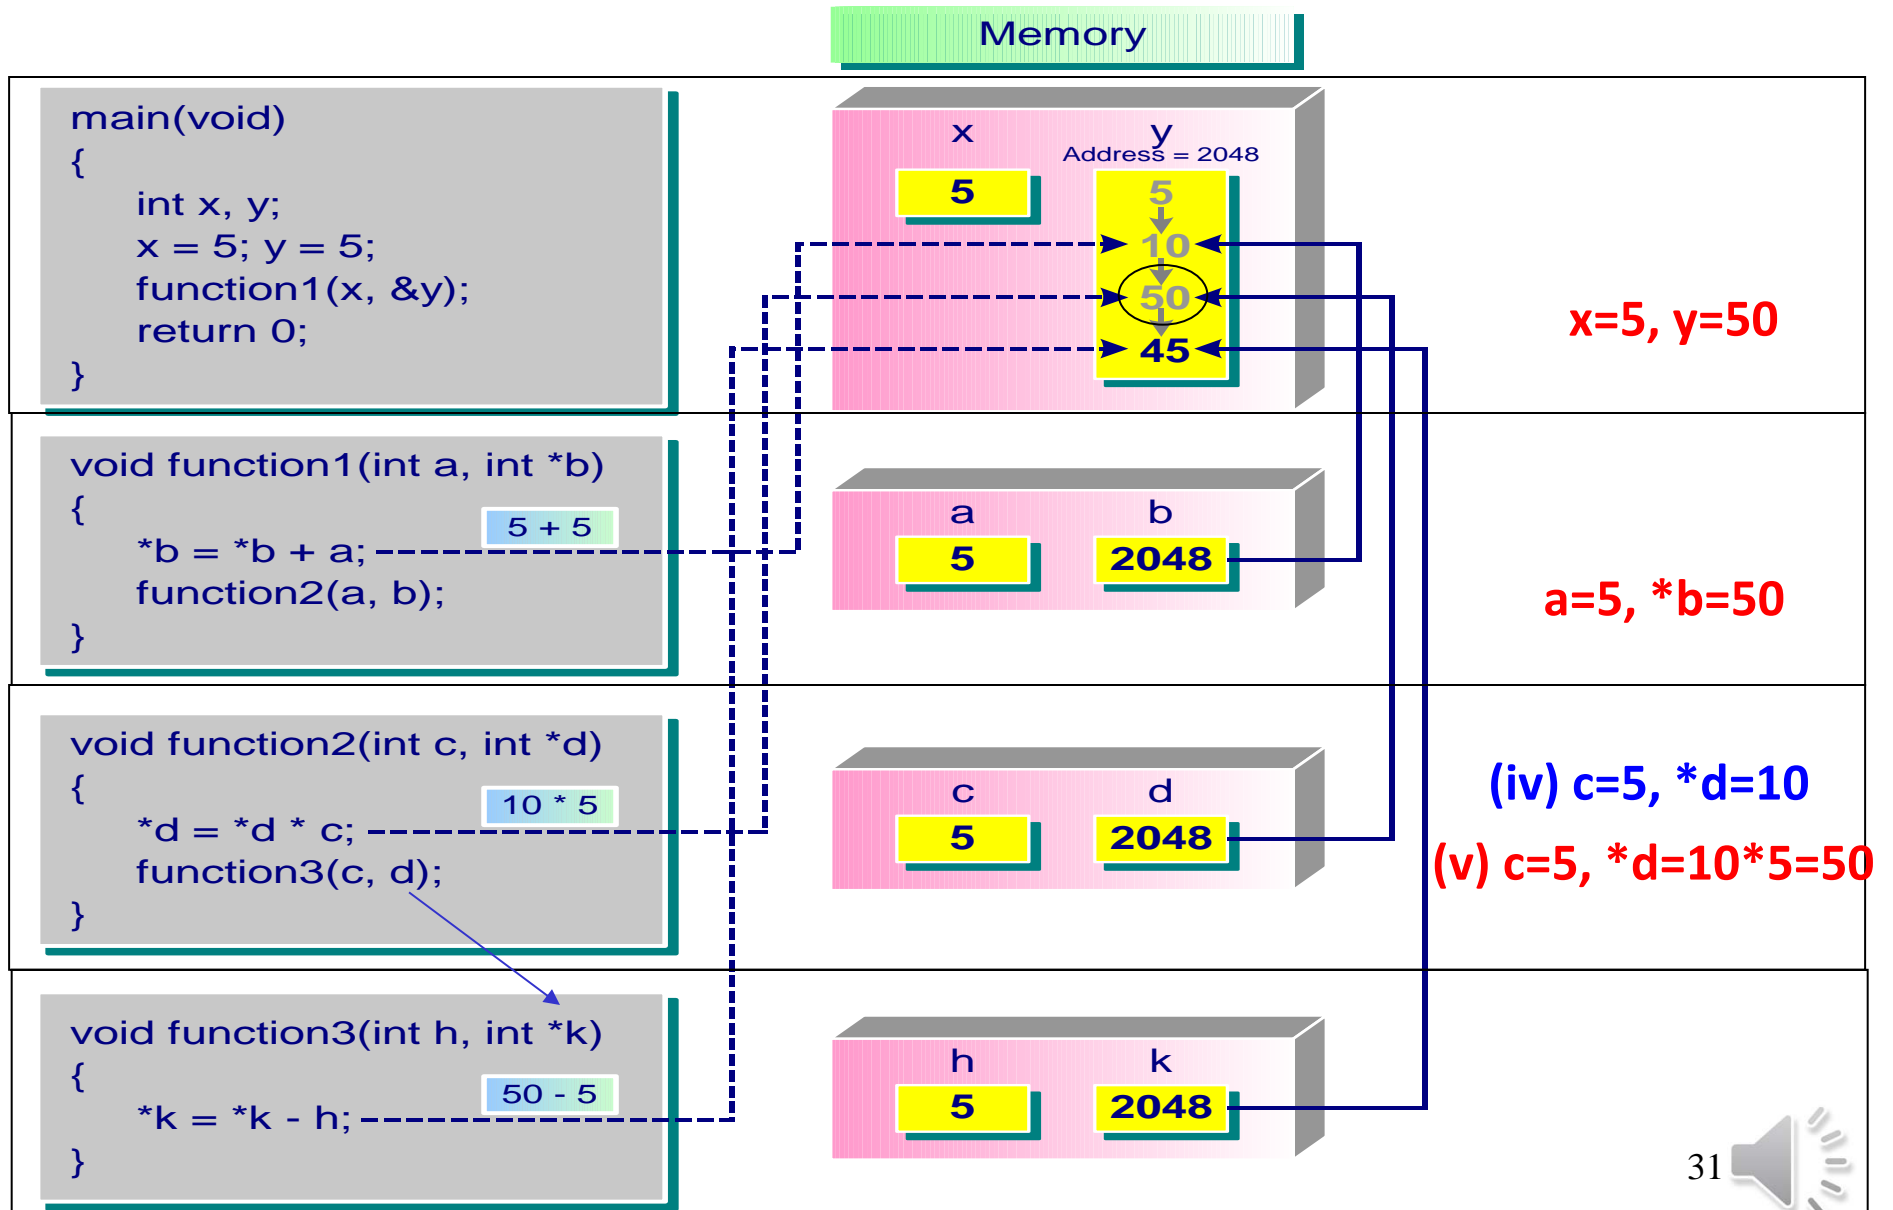 Memory
main(void)
{
int x, y;
x = 5; y = 5;
function1(x, &y);
return 0;
}
x
y
Address = 2048
5
5
10
50
45
x=5, y=50
void function1(int a, int *b)
{
5 + 5
*b = *b + a;
function2(a, b);
}
a
b
5
2048
a=5, *b=50
void function2(int c, int *d)
{
10 * 5
*d = *d * c;
function3(c, d);
}
c
d
5
2048
(iv) c=5, *d=10
(v) c=5, *d=10*5=50
void function3(int h, int *k)
{
50 - 5
*k = *k - h;
}
h
k
5
2048
31